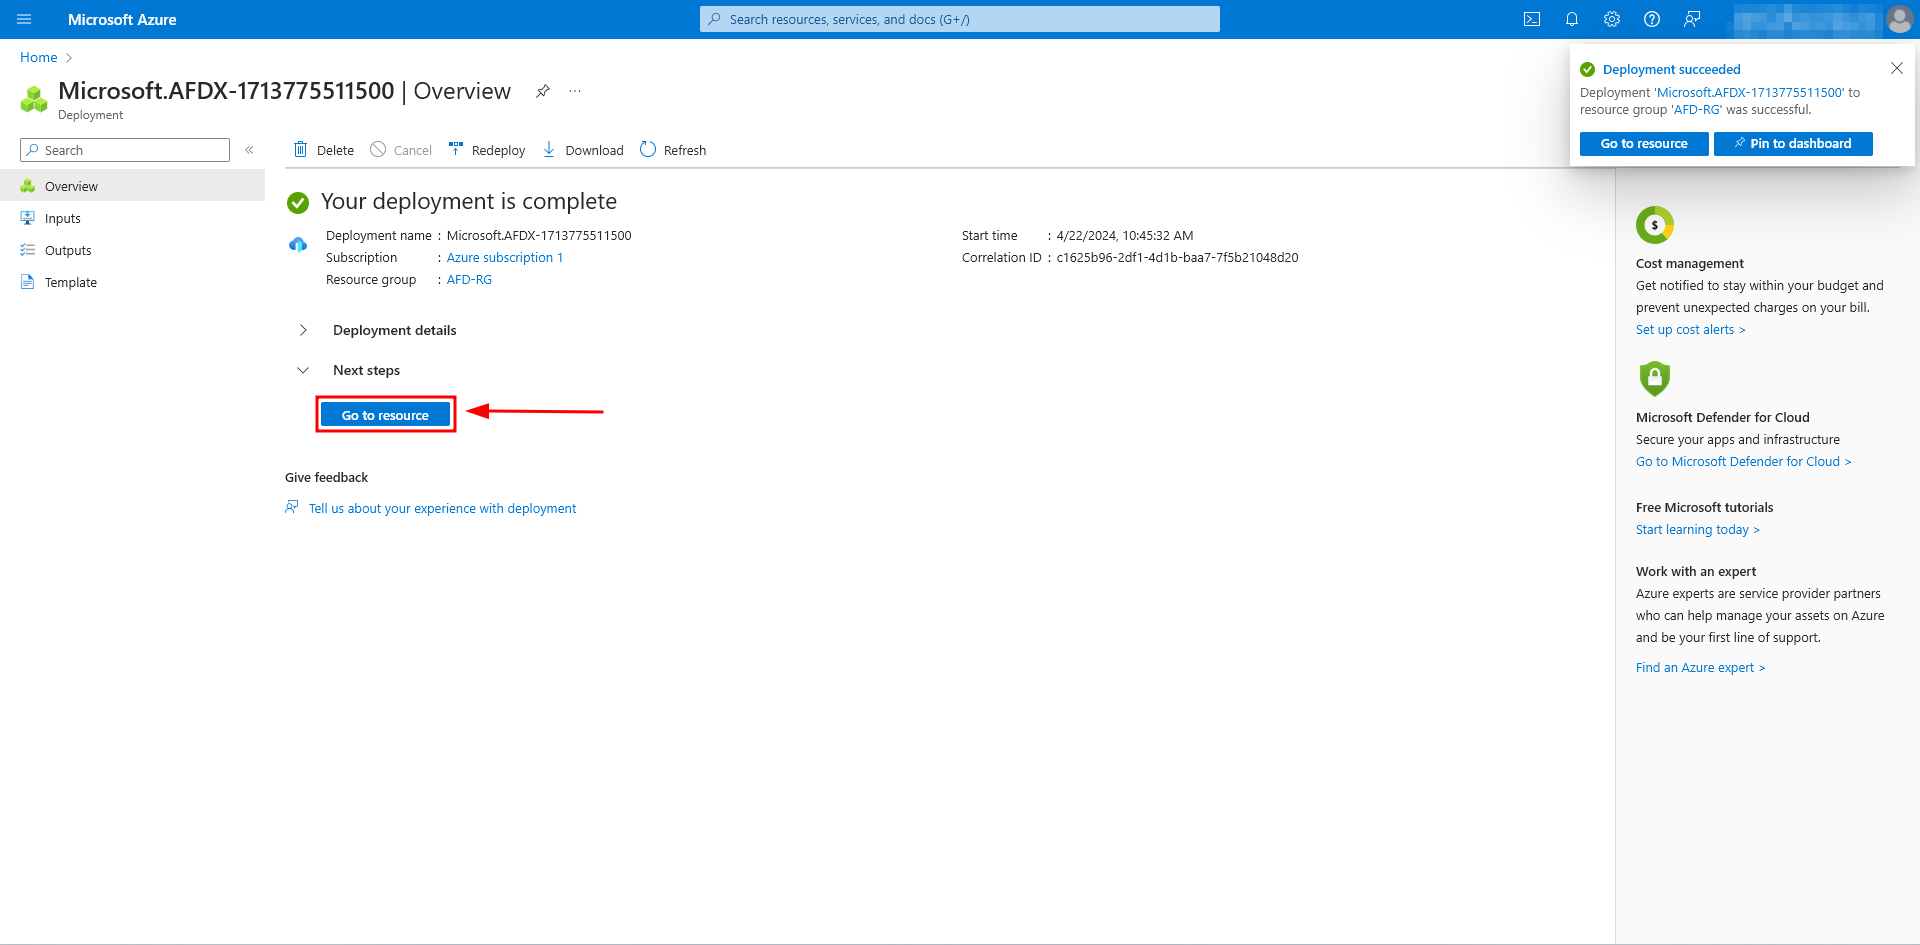 Microsoft Azure
Search resources, services, and docs (G+/)
Home
Microsoft.AFDX-1713775511500 | Overview
Deployment
Deployment succeeded
Deployment 'Microsoft.AFDX-1713775511500' to
resource group 'AFD-RG' was successful.
Go to resource
Pin to dashboard
Search
Overview
Inputs
Outputs
Template
Delete
Cancel
Redeploy
Download
Refresh
Your deployment is complete
Deployment name : Microsoft.AFDX-1713775511500
Subscription : Azure subscription 1
Resource group : AFD-RG
Start time : 4/22/2024, 10:45:32 AM
Correlation ID : c1625b96-2df1-4d1b-baa7-7f5b21048d20
Deployment details
Next steps
Go to resource
Give feedback
Tell us about your experience with deployment
Cost management
Get notified to stay within your budget and
prevent unexpected charges on your bill.
Set up cost alerts >
Microsoft Defender for Cloud
Secure your apps and infrastructure
Go to Microsoft Defender for Cloud >
Free Microsoft tutorials
Start learning today >
Work with an expert
Azure experts are service provider partners
who can help manage your assets on Azure
and be your first line of support.
Find an Azure expert >